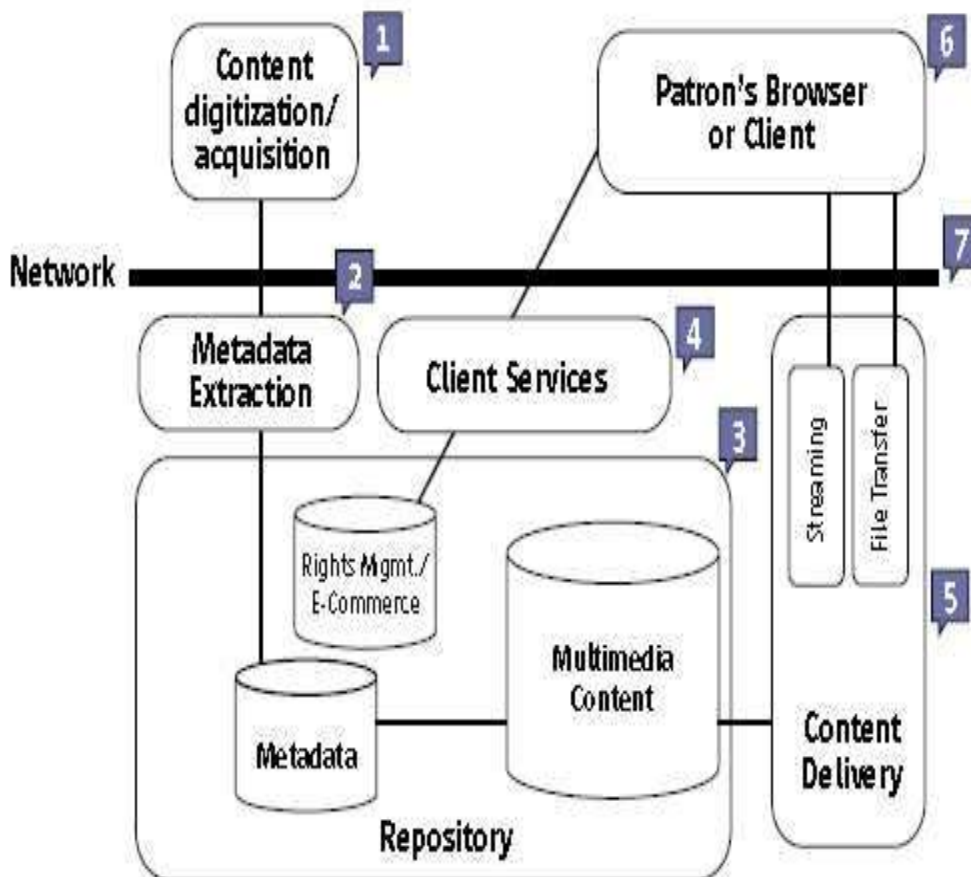 1
Content
digitization/
acquisition
6
Patron's Browser
or Client
7
Network
2
Metadata
Extraction
4
Client Services
3
Streaming
File Transfer
5
Rights Mgmt./
E-Commerce
Multimedia
Content
Metadata
Content
Delivery
Repository